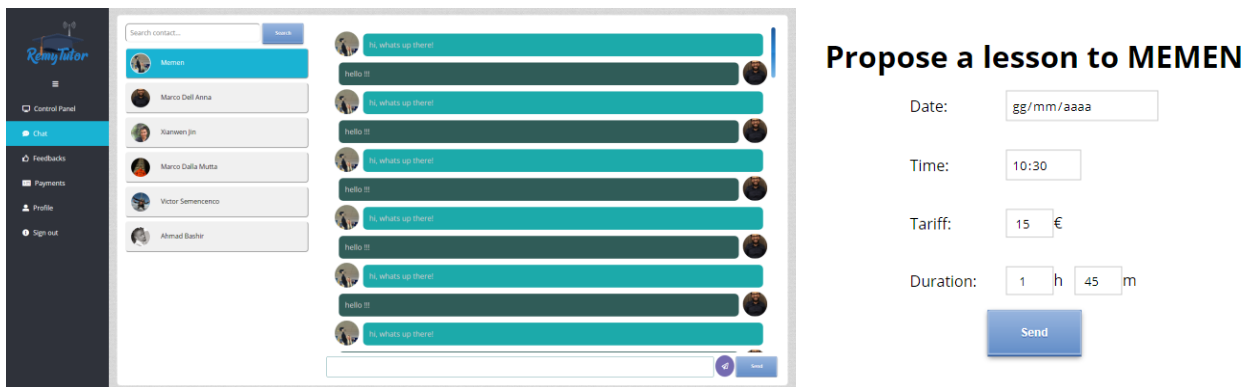 RemyTutor
Control Panel
Chat
Feedbacks
Payments
Profile
Sign out
Search contact...
Search
Memen
Marco Dell Anna
Xianwen Jin
Marco Dalla Mutta
Victor Semencenco
Ahmad Bashir
hi, whats up there!
hello !!!
hi, whats up there!
hello !!!
hi, whats up there!
hello !!!
hi, whats up there!
hello !!!
hi, whats up there!
hello !!!
hi, whats up there!
Send
Propose a lesson to MEMEN
Date: gg/mm/aaaa
Time: 10:30
Tariff: 15 €
Duration: 1 h 45 m
Send